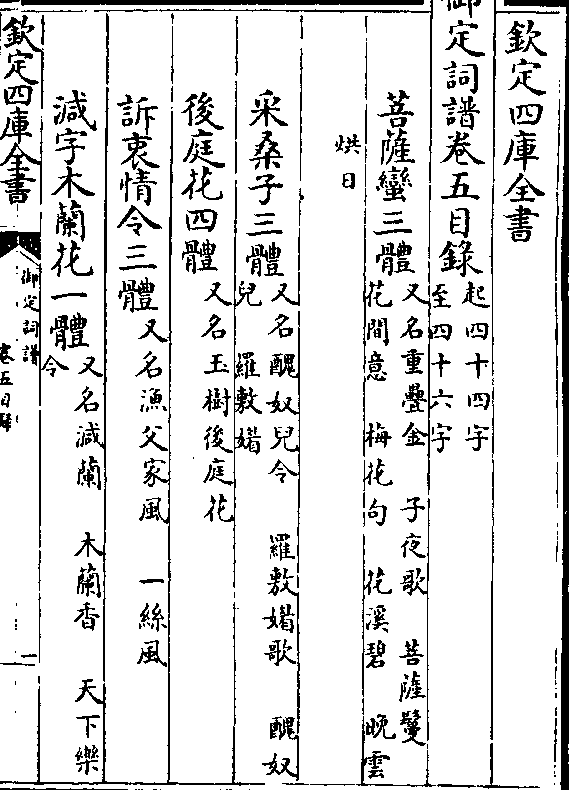 欽定四庫全書
御定詞譜卷五目錄 起四十四字 至四十六字
菩薩蠻三體 又名重疊金 子夜歌 菩薩鬘 花間意 梅花句 花溪碧 晚雲
烘日
采桑子三體 又名醜奴兒令 羅敷媚歌 醜奴兒 羅敷媚
後庭花四體 又名玉樹後庭花
訴衷情令三體 又名漁父家風 一絲風
減字木蘭花一體 又名減蘭 木蘭香 天下樂令
欽定四庫全書
御定詞譜
卷五目錄
一